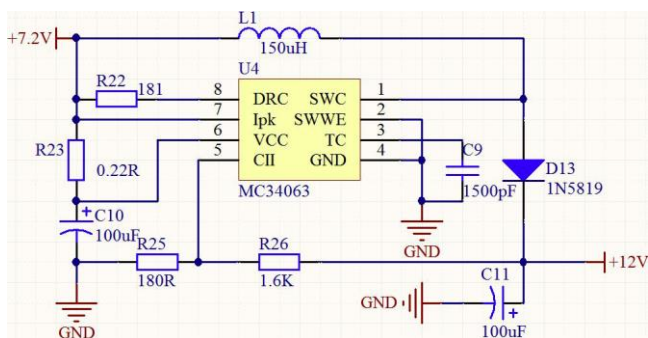 L1
+7.2V
150uH
U4
R22
181
8 DRC SWC 1
7 Ipk SWWE 2
6 VCC TC 3
5 CII GND 4
R23
0.22R
C9
1500pF
D13
1N5819
MC34063
C10
+
100uF
GND
R25
R26
180R
1.6K
+12V
C11
GND
+
100uF
GND